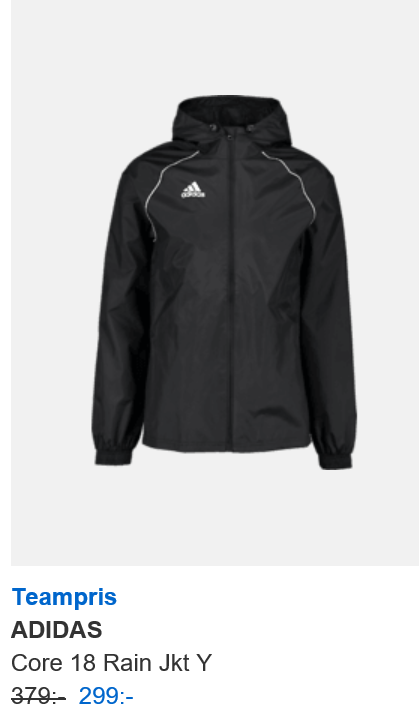 adidas
Teampris
ADIDAS
Core 18 Rain Jkt Y
379:- 299:-